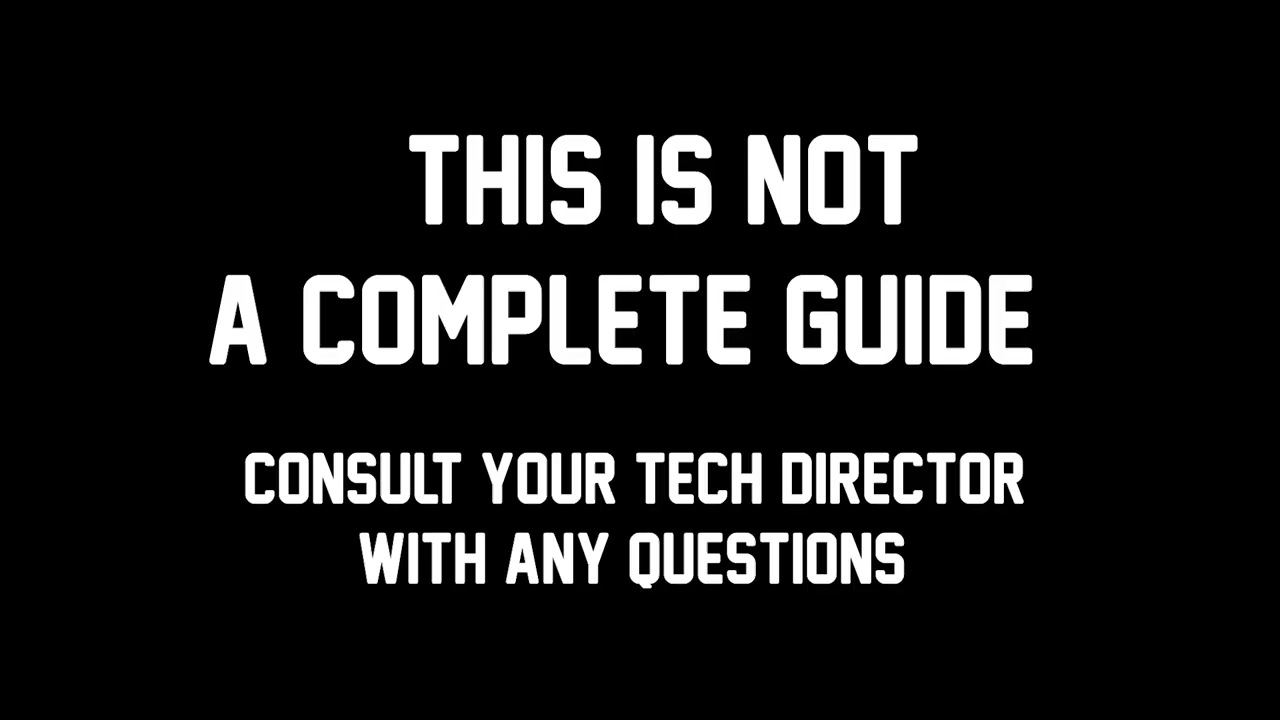 THIS IS NOT
A COMPLETE GUIDE
CONSULT YOUR TECH DIRECTOR
WITH ANY QUESTIONS